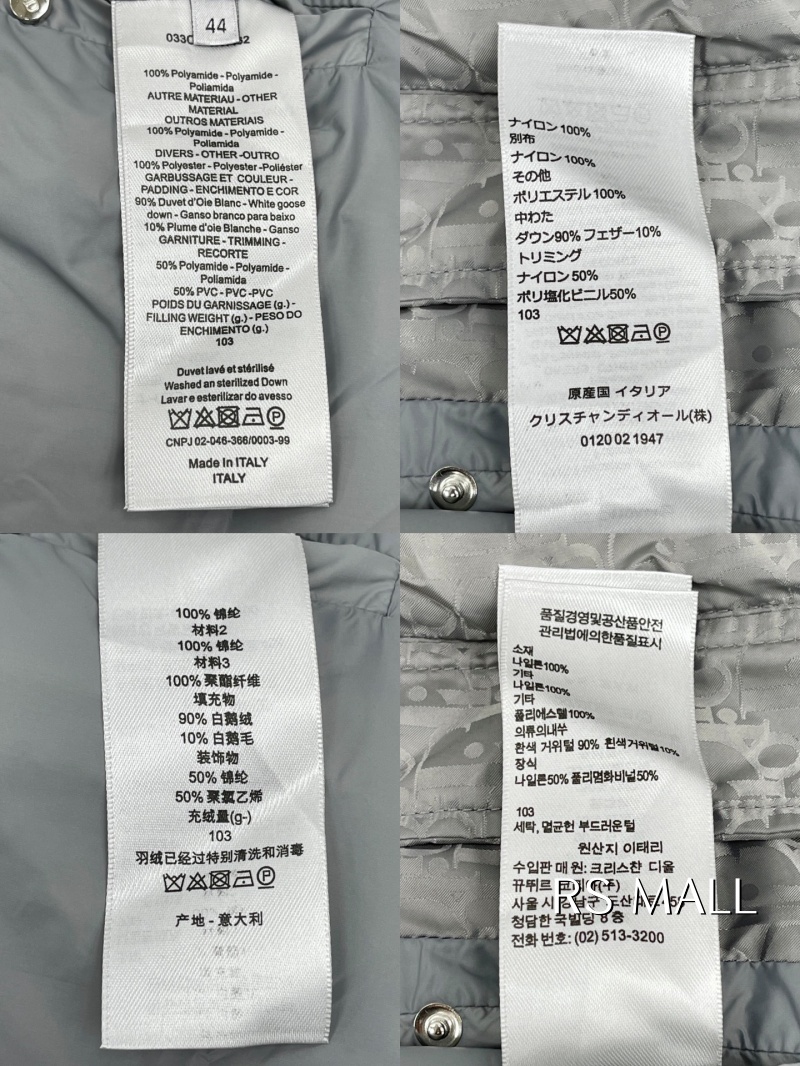 44
100% Polyamide - Polyamide -
Poliamida
AUTRE MATERIAU - OTHER
MATERIAL
OUTROS MATERIAIS
100% Polyamide - Polyamide -
Poliamida
DIVERS - OTHER - OUTRO
100% Polyester - Polyester - Poliéster
GARBUSSAGE ET COULEUR -
PADDING - ENCHIMENTO E COR
90% Duvet d'Oie Blanc - White goose
down - Ganso branco para baixo
10% Plume d'oie Blanche - Ganso
GARNITURE - TRIMMING -
RECORTE
50% Polyamide - Polyamide -
Poliamida
50% PVC - PVC -PVC
POIDS DU GARNISSAGE (g.) -
FILLING WEIGHT (g.) - PESO DO
ENCHIMENTO (g.)
103
Duvet lavé et stérilisé
Washed an sterilized Down
Lavar e esterilizar do avesso
CNPJ 02-046-366/0003-99
Made In ITALY
ITALY
ナイロン 100%
別布
ナイロン 100%
その他
ポリエステル 100%
中わた
ダウン90% フェザー10%
トリミング
ナイロン 50%
ポリ塩化ビニル50%
103
原産国 イタリア
クリスチャンディオール(株)
0120 02 1947
100% 锦纶
材料2
100% 锦纶
材料3
100% 聚酯纤维
填充物
90% 白鹅绒
10% 白鹅毛
装饰物
50% 锦纶
50% 聚氯乙烯
充绒量(g-)
103
羽绒已经过特别清洗和消毒
产地 - 意大利
품질경영및공산품안전
관리법에의한품질표시
소재
나일론100%
기타
나일론100%
기타
폴리에스텔100%
의류의내쑤
환색 거위털 90% 흰색거위털10%
장식
나일론50% 폴리염화비닐50%
103
세탁, 멸균헌 부드러운털
원산지 이태리
수입판 매 원: 크리스챤 디올
뀨뛰르
서울 시
청담한 국빌딩 8 층
전화 번호: (02) 513-3200
RS MALL